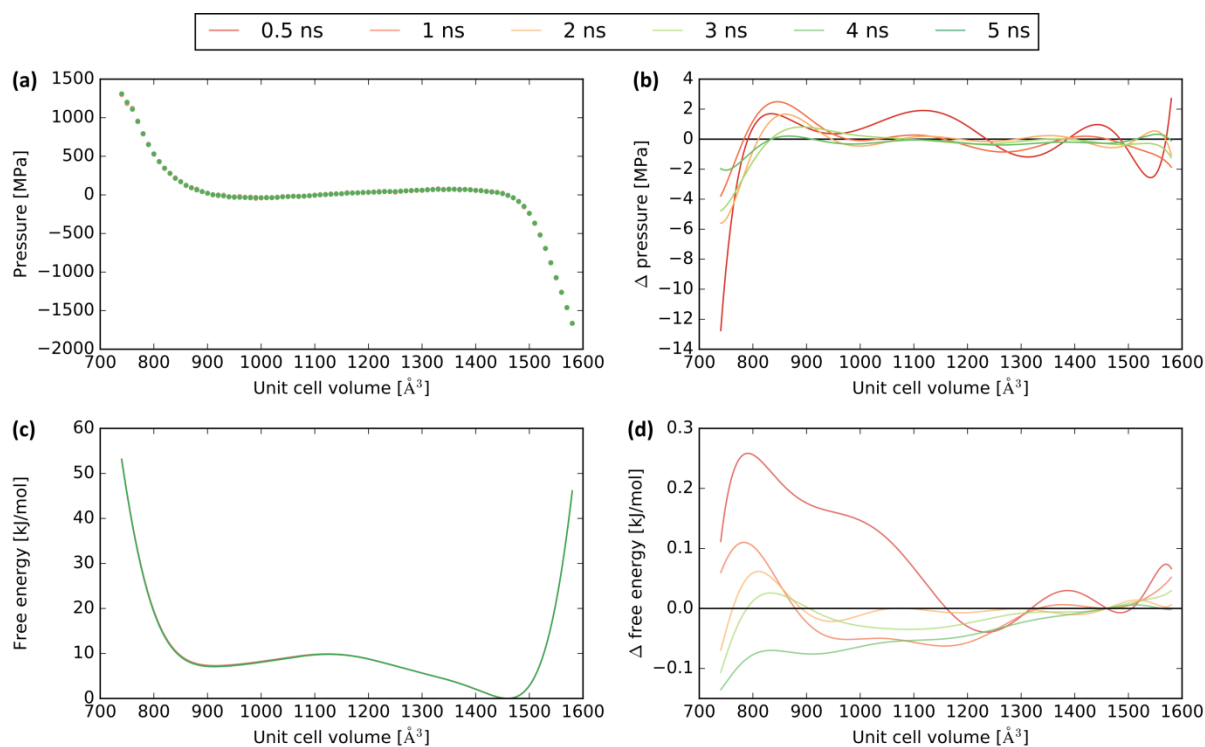 0.5 ns 1 ns 2 ns 3 ns 4 ns 5 ns
(a)
Pressure [MPa]
1500
1000
500
0
−500
−1000
−1500
−2000
700 800 900 1000 1100 1200 1300 1400 1500 1600
Unit cell volume [Å³]
(b)
Δ pressure [MPa]
4
2
0
−2
−4
−6
−8
−10
−12
−14
700 800 900 1000 1100 1200 1300 1400 1500 1600
Unit cell volume [Å³]
(c)
Free energy [kJ/mol]
60
50
40
30
20
10
0
700 800 900 1000 1100 1200 1300 1400 1500 1600
Unit cell volume [Å³]
(d)
Δ free energy [kJ/mol]
0.3
0.2
0.1
0.0
−0.1
700 800 900 1000 1100 1200 1300 1400 1500 1600
Unit cell volume [Å³]